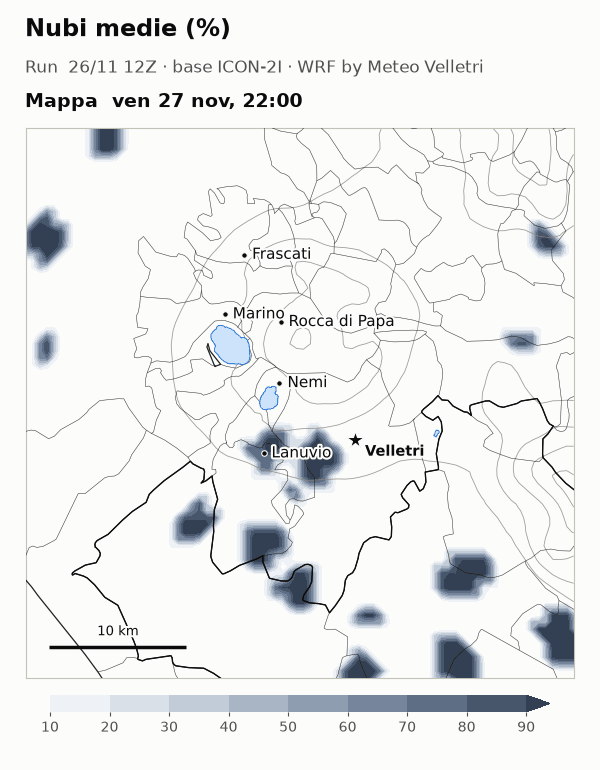 Nubi medie (%)
Run  26/11 12Z · base ICON-2I · WRF by Meteo Velletri
Mappa  ven 27 nov, 22:00
Frascati
Marino
Rocca di Papa
Nemi
Velletri
Lanuvio
10 km
10 20 30 40 50 60 70 80 90